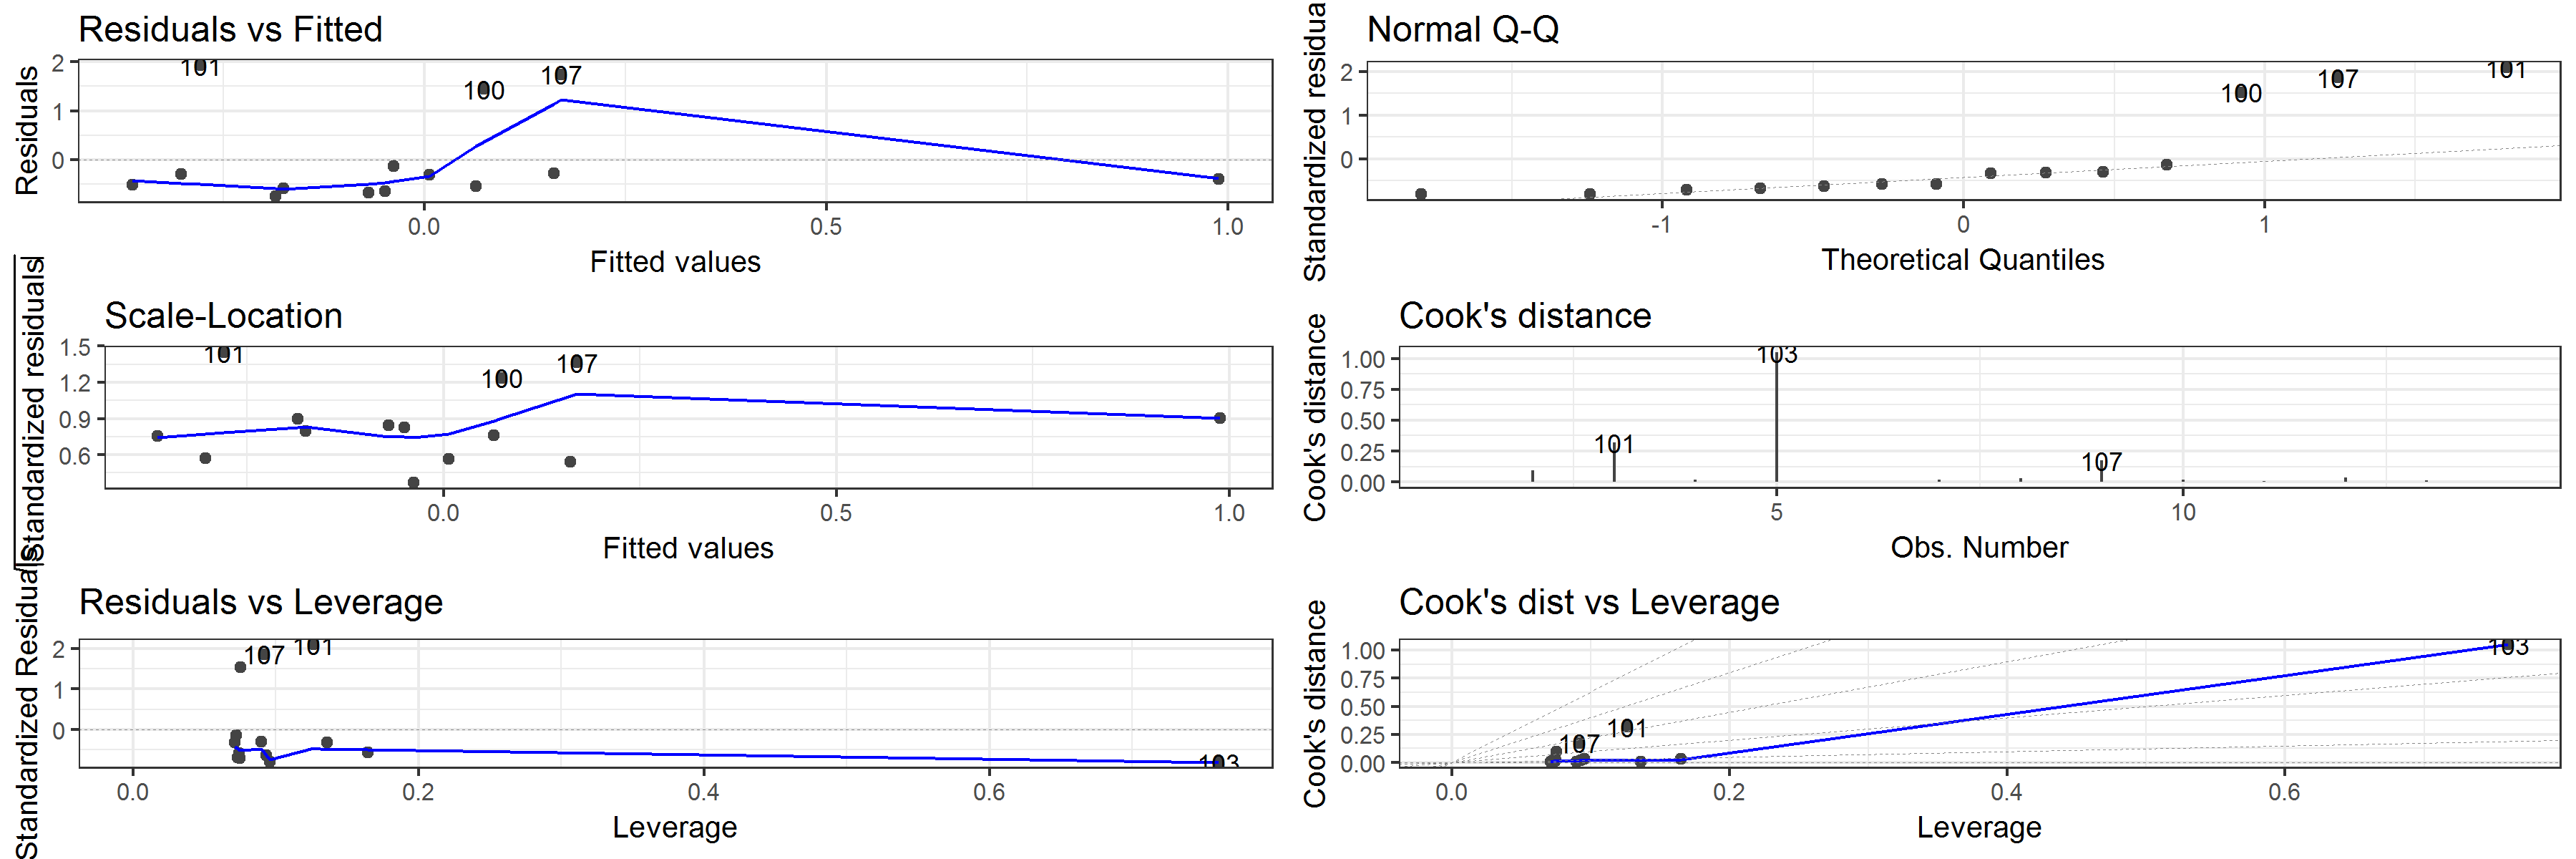 Residuals vs Fitted
Residuals
2
1
0
101
100
107
0.0 0.5 1.0
Fitted values
Normal Q-Q
Standardized residua
2
1
0
100
107
101
-1 0 1
Theoretical Quantiles
Scale-Location
|Standardized residuals|
1.5
1.2
0.9
0.6
101
100
107
0.0 0.5 1.0
Fitted values
Cook's distance
Cook's distance
1.00
0.75
0.50
0.25
0.00
101
103
107
5 10
Obs. Number
Residuals vs Leverage
Standardized Residuals
2
1
0
107
101
103
0.0 0.2 0.4 0.6
Leverage
Cook's dist vs Leverage
Cook's distance
1.00
0.75
0.50
0.25
0.00
107
101
103
0.0 0.2 0.4 0.6
Leverage